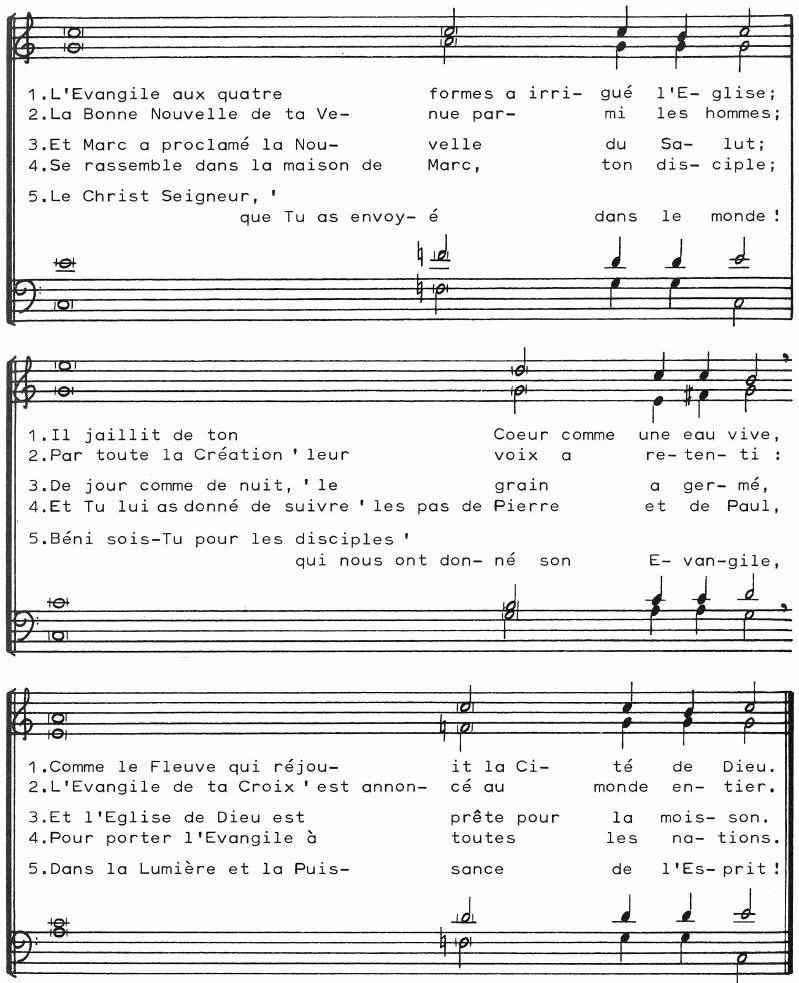 1.L'Evangile aux quatre formes a irri- gué l'E- glise;
2.La Bonne Nouvelle de ta Ve- nue par- mi les hommes;
3.Et Marc a proclamé la Nou- velle du Sa- lut;
4.Se rassemble dans la maison de Marc, ton dis- ciple;
5.Le Christ Seigneur, '
que Tu as envoy- é dans le monde!
1.Il jaillit de ton Coeur comme une eau vive,
2.Par toute la Création ' leur voix a re- ten- ti :
3.De jour comme de nuit, ' le grain a ger- mé,
4.Et Tu lui as donné de suivre ' les pas de Pierre et de Paul,
5.Béni sois-Tu pour les disciples '
qui nous ont don- né son E- van- gile,
1.Comme le Fleuve qui réjou- it la Ci- té de Dieu.
2.L'Evangile de ta Croix ' est annon- cé au monde en- tier.
3.Et l'Eglise de Dieu est prête pour la mois- son.
4.Pour porter l'Evangile à toutes les na- tions.
5.Dans la Lumière et la Puis- sance de l'Es- prit!